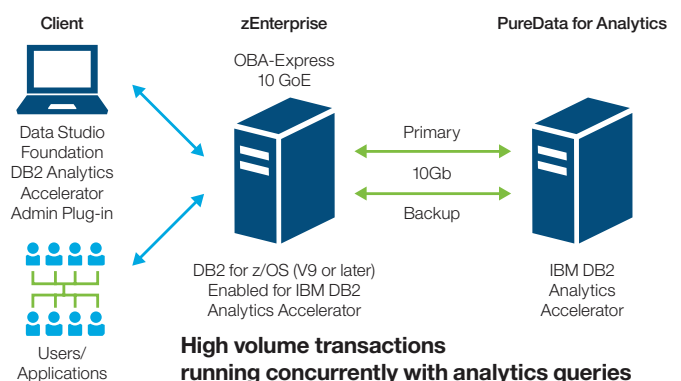 Client
zEnterprise
PureData for Analytics
OBA-Express
10 GoE
Data Studio
Foundation
DB2 Analytics
Accelerator
Admin Plug-in
Primary
10Gb
Backup
DB2 for z/OS (V9 or later)
Enabled for IBM DB2
Analytics Accelerator
IBM DB2
Analytics
Accelerator
Users/
Applications
High volume transactions
running concurrently with analytics queries